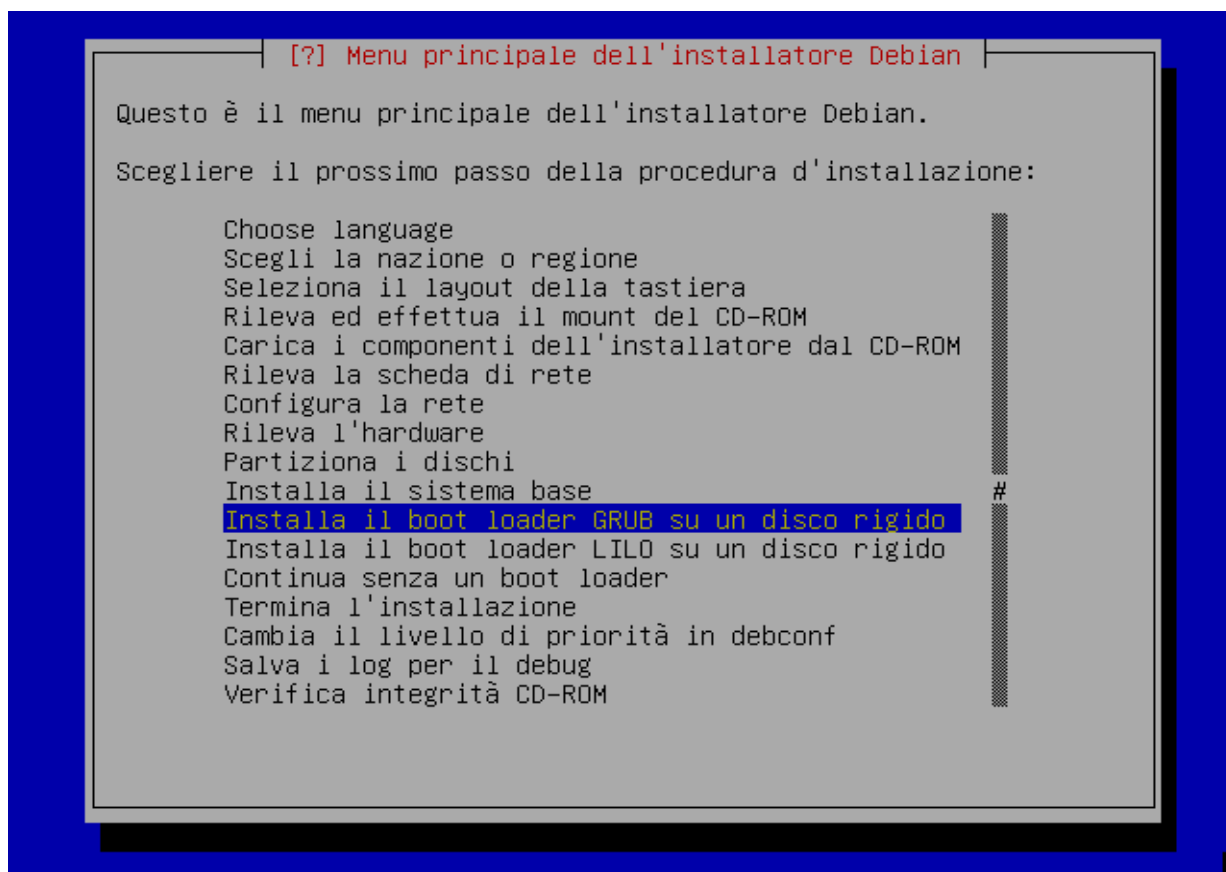 [?] Menu principale dell'installatore Debian
Questo è il menu principale dell'installatore Debian.
Scegliere il prossimo passo della procedura d'installazione:
Choose language
Scegli la nazione o regione
Seleziona il layout della tastiera
Rileva ed effettua il mount del CD-ROM
Carica i componenti dell'installatore dal CD-ROM
Rileva la scheda di rete
Configura la rete
Rileva l'hardware
Partiziona i dischi
Installa il sistema base #
Installa il boot loader GRUB su un disco rigido
Installa il boot loader LILO su un disco rigido
Continua senza un boot loader
Termina l'installazione
Cambia il livello di priorità in debconf
Salva i log per il debug
Verifica integrità CD-ROM